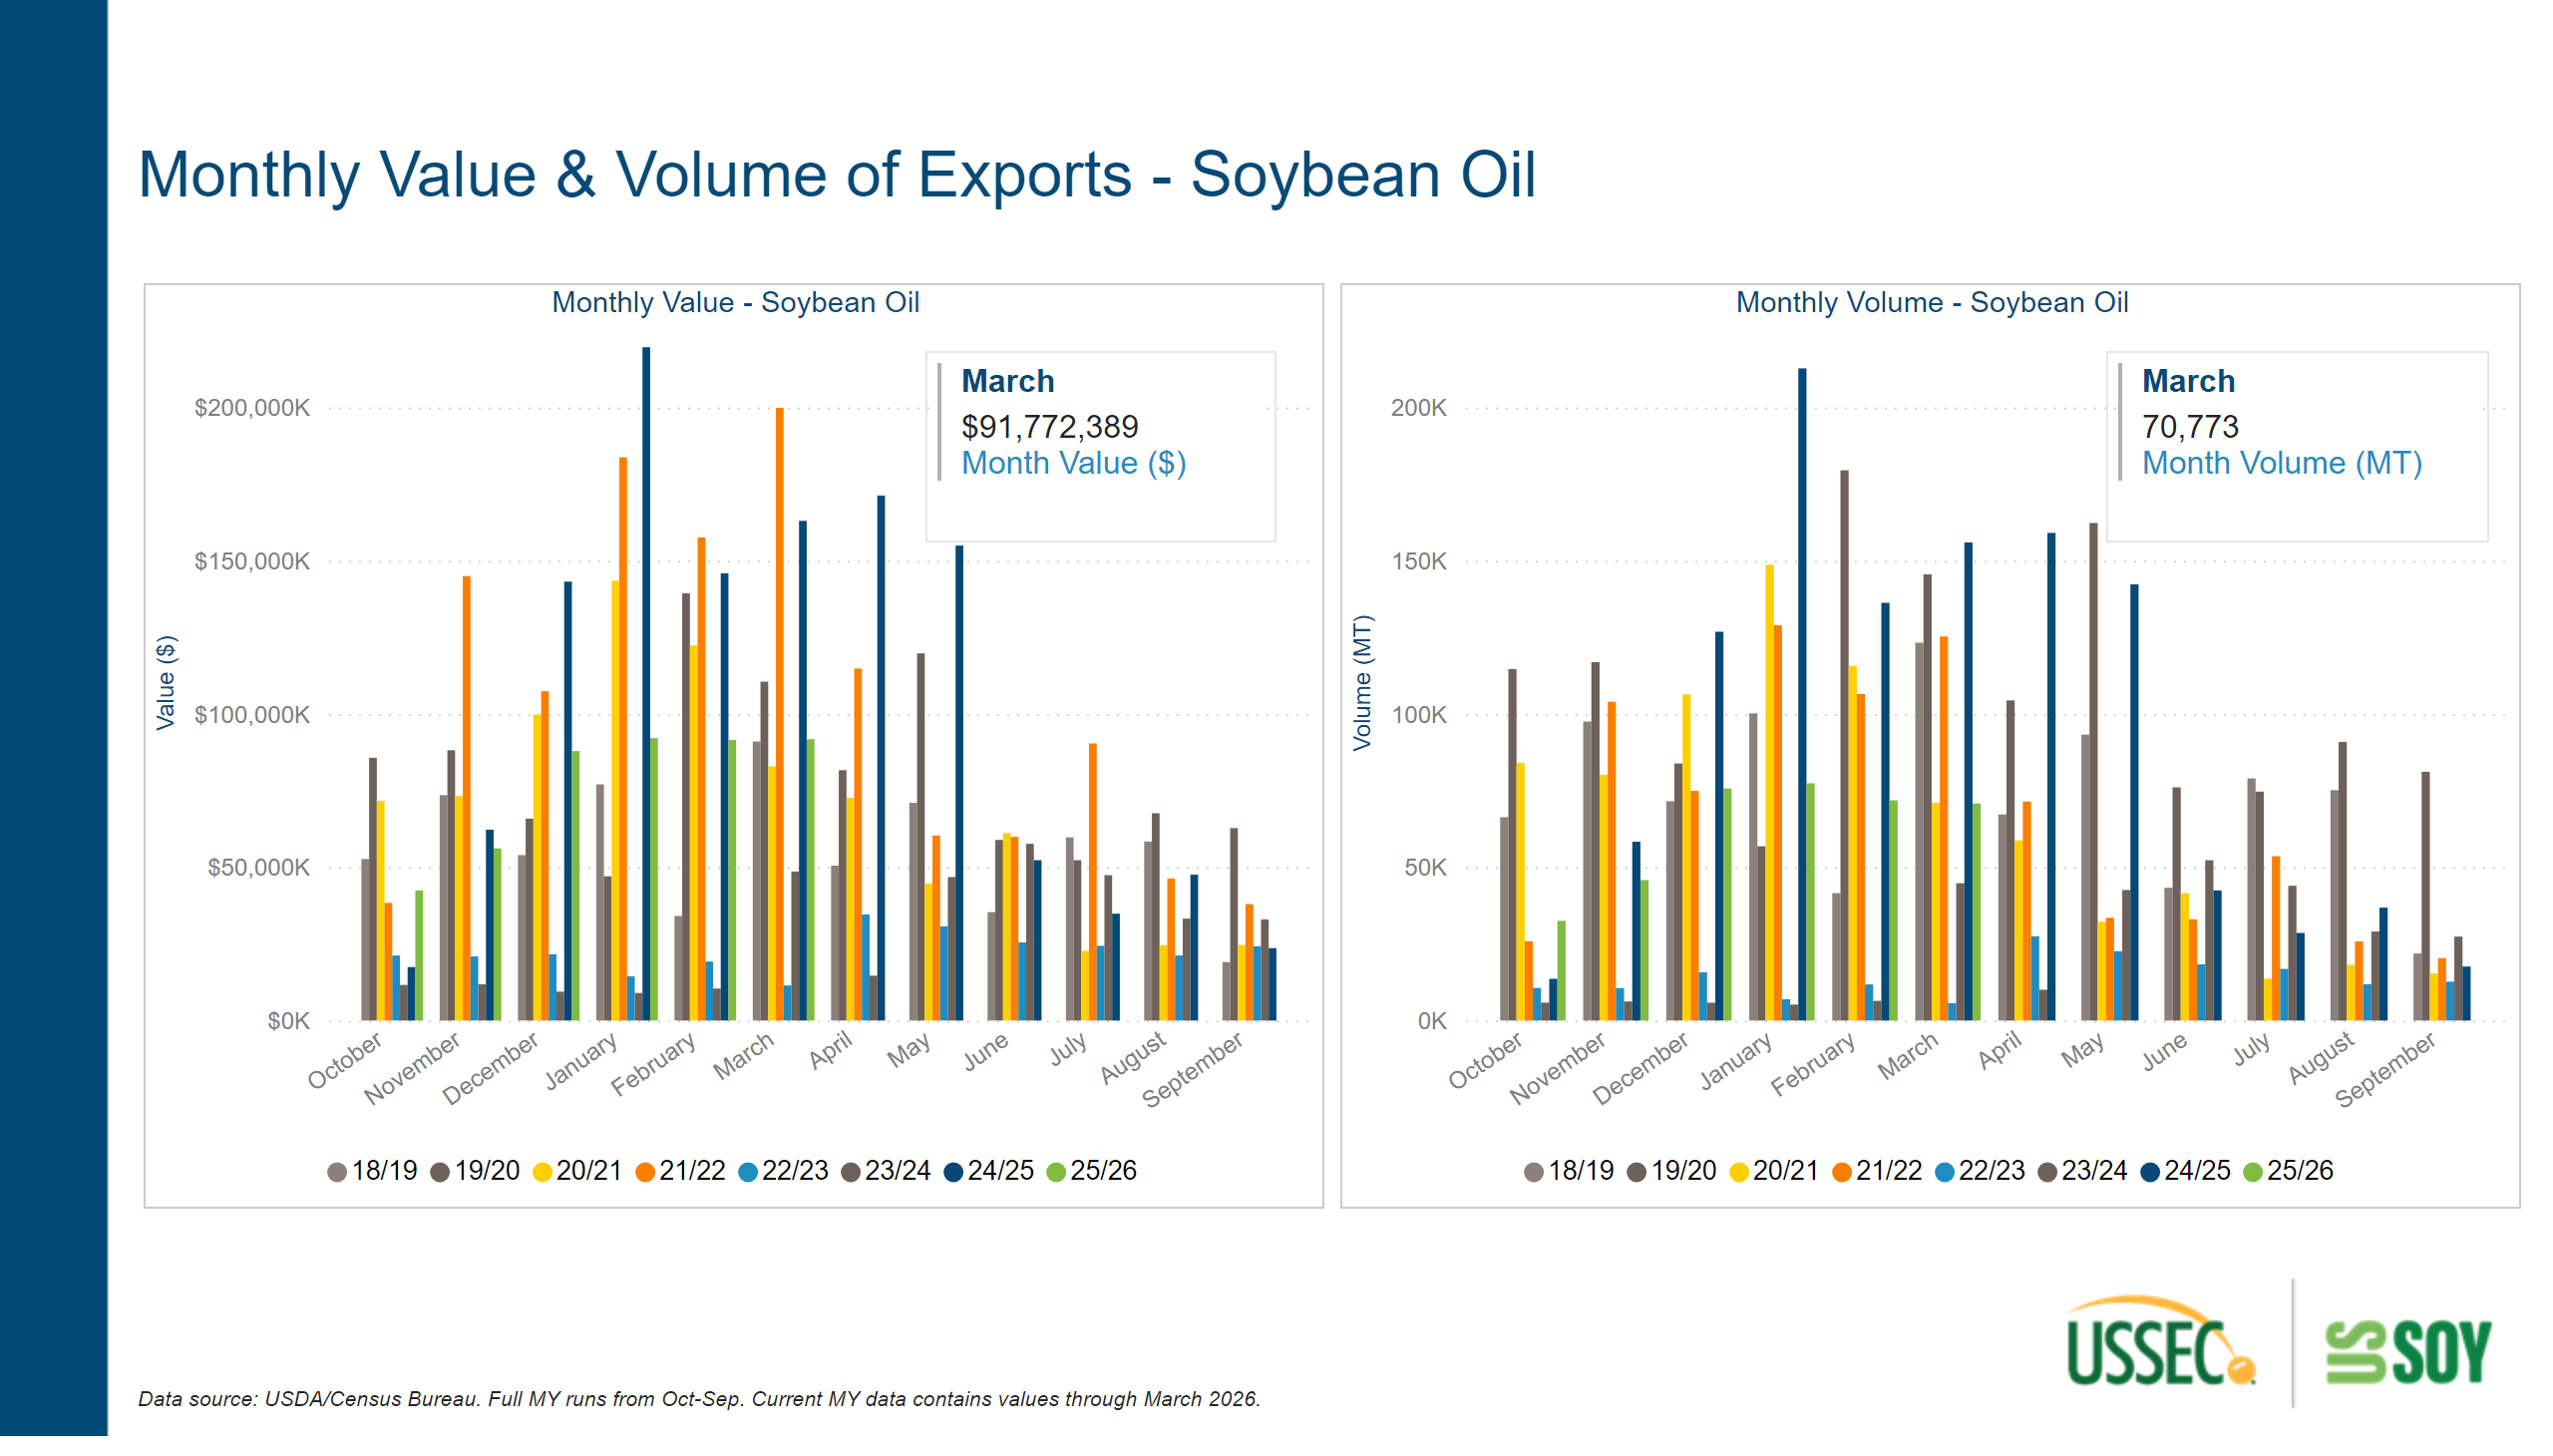 Monthly Value & Volume of Exports - Soybean Oil
Monthly Value - Soybean Oil
March
$91,772,389
Month Value ($)
Value ($)
$200,000K
$150,000K
$100,000K
$50,000K
$0K
October
November
December
January
February
March
April
May
June
July
August
September
18/19
19/20
20/21
21/22
22/23
23/24
24/25
25/26
Monthly Volume - Soybean Oil
March
70,773
Month Volume (MT)
Volume (MT)
200K
150K
100K
50K
0K
October
November
December
January
February
March
April
May
June
July
August
September
18/19
19/20
20/21
21/22
22/23
23/24
24/25
25/26
USSEC
US SOY
Data source: USDA/Census Bureau. Full MY runs from Oct-Sep. Current MY data contains values through March 2026.